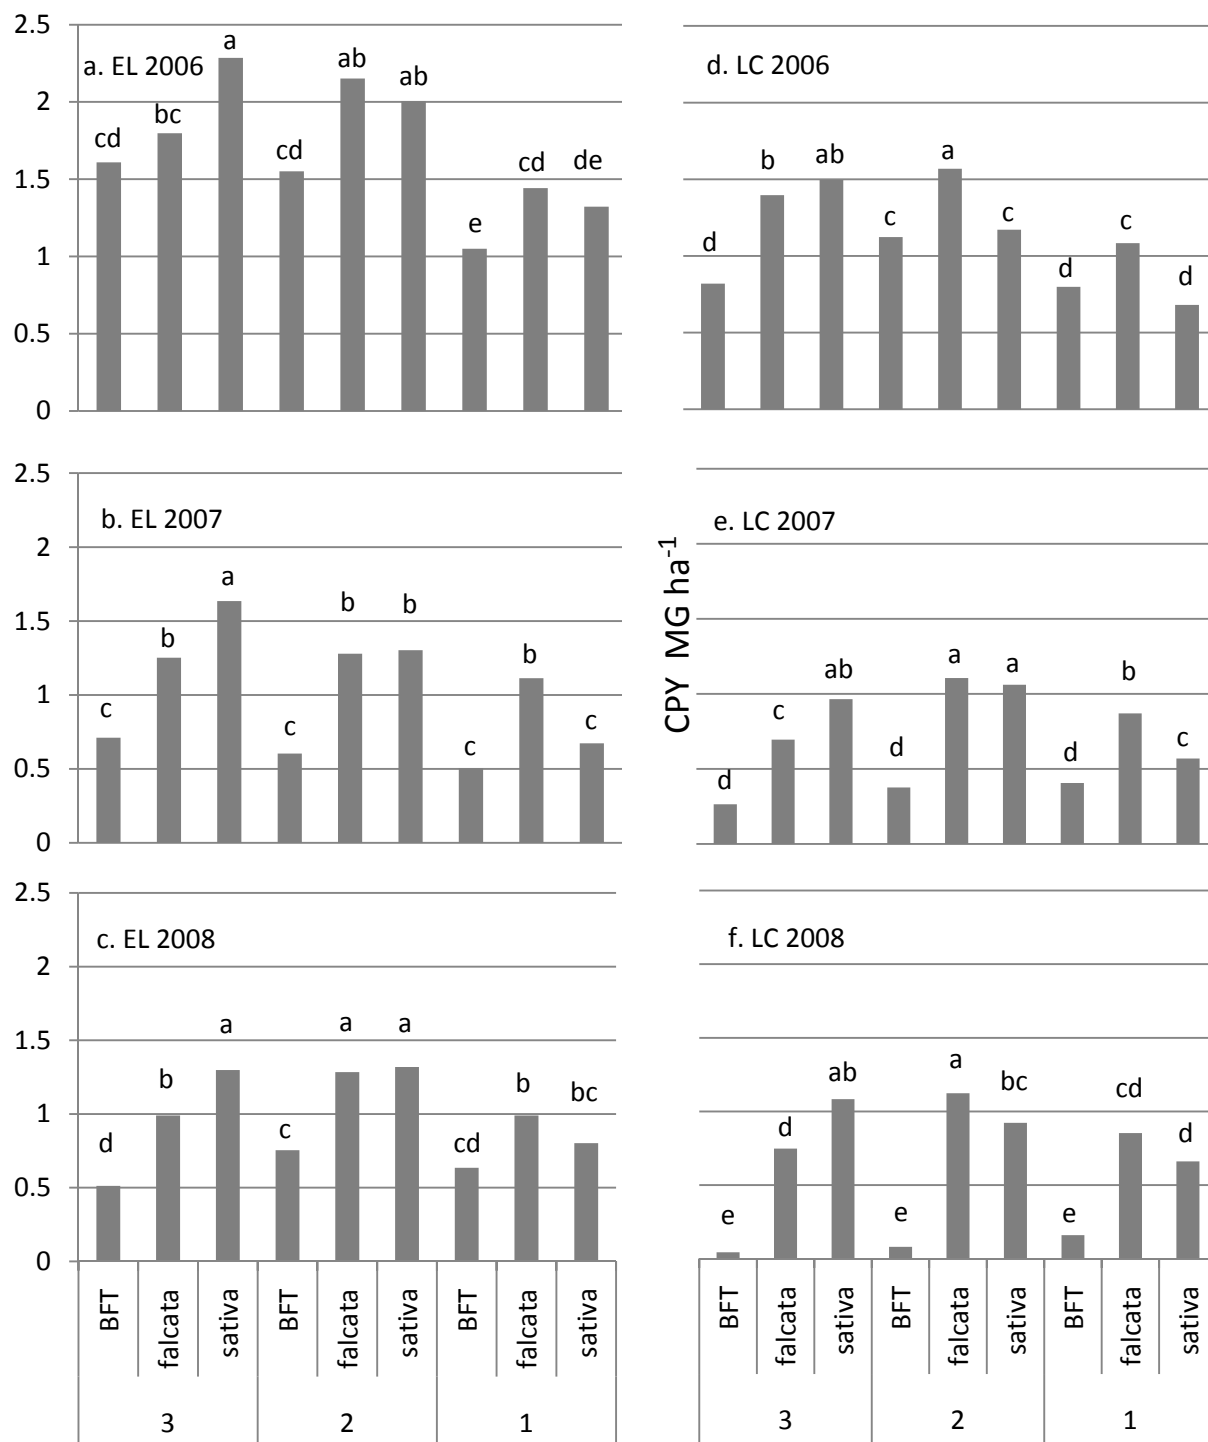 2.5
2
1.5
1
0.5
0
a. EL 2006
cd
bc
a
cd
ab
ab
e
cd
de
d. LC 2006
d
b
ab
c
a
c
d
c
d
2.5
2
1.5
1
0.5
0
b. EL 2007
c
b
a
c
b
b
c
b
c
CPY MG ha⁻¹
e. LC 2007
d
c
ab
d
a
a
d
b
c
2.5
2
1.5
1
0.5
0
c. EL 2008
d
b
a
c
a
a
cd
b
bc
f. LC 2008
e
d
ab
e
a
bc
e
cd
d
BFT
falcata
sativa
BFT
falcata
sativa
BFT
falcata
sativa
3
2
1
BFT
falcata
sativa
BFT
falcata
sativa
BFT
falcata
sativa
3
2
1